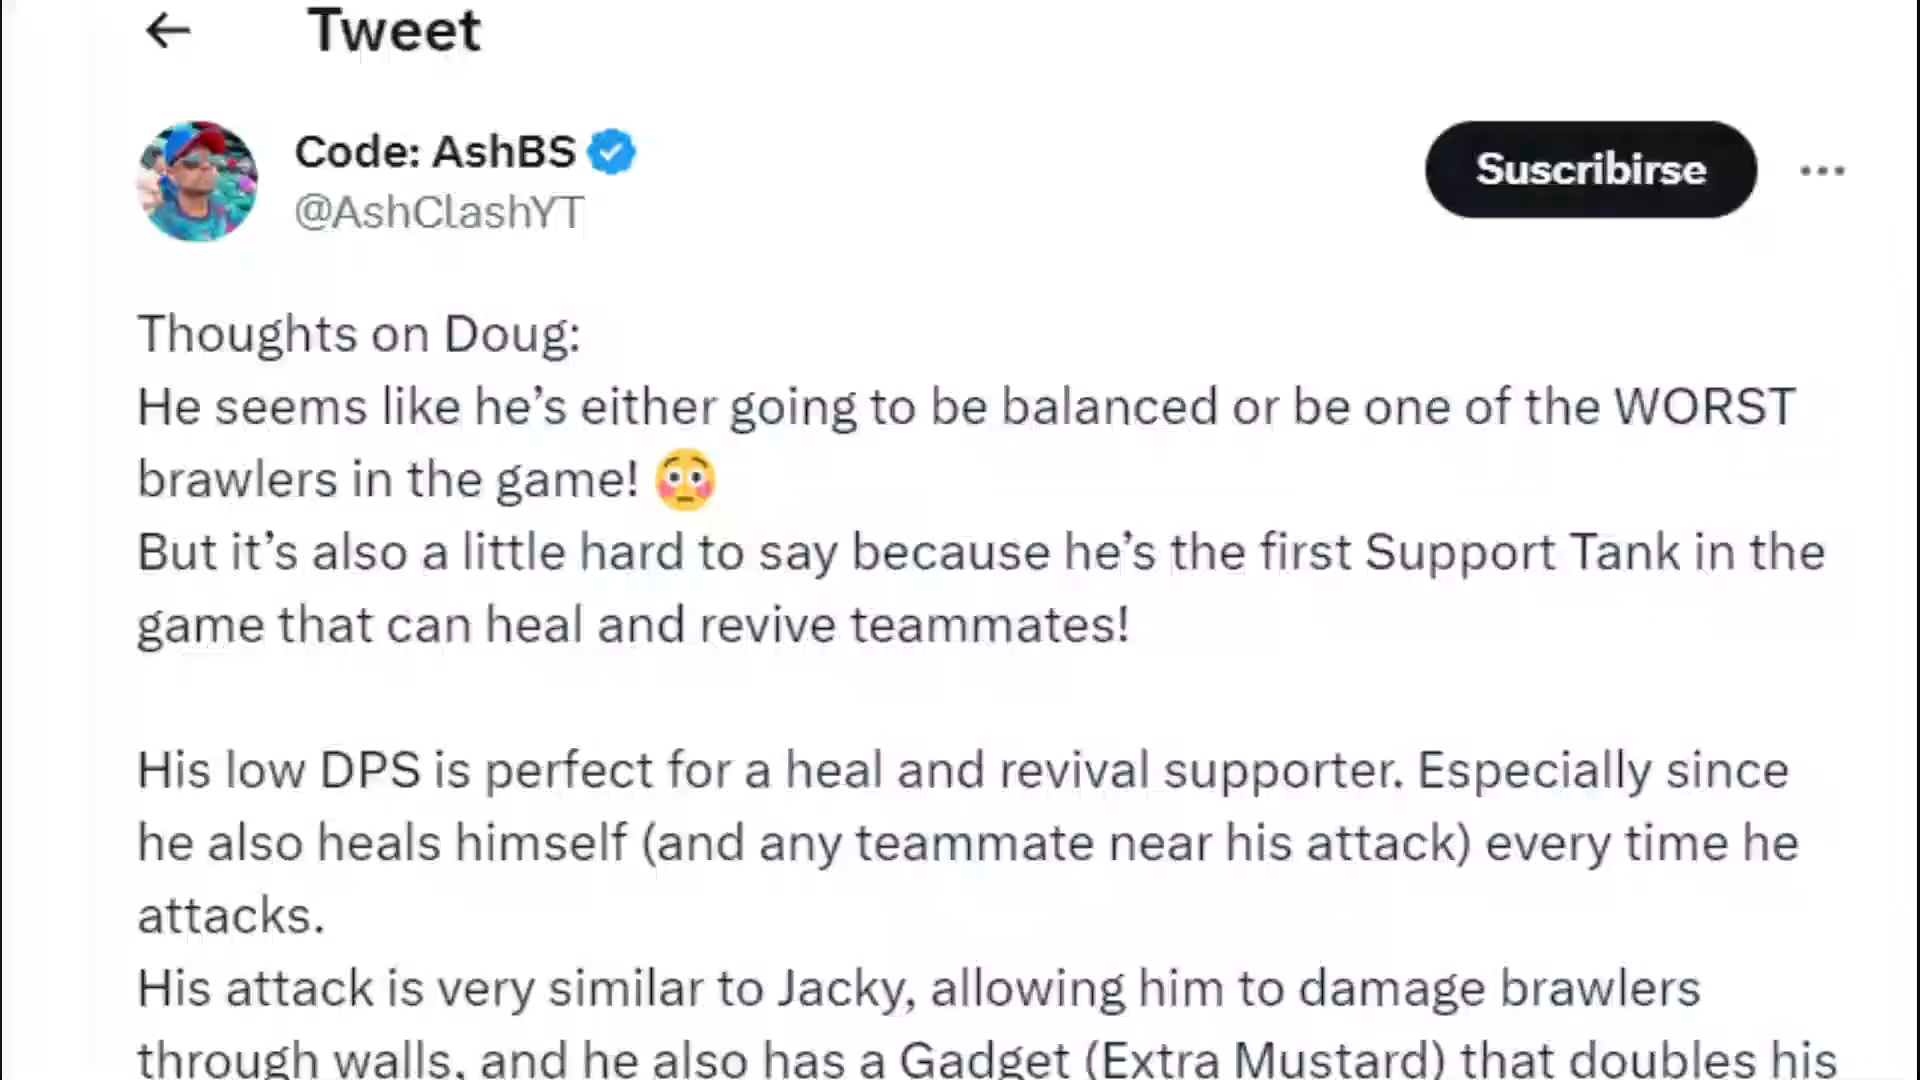 Tweet
Code: AshBS
@AshClashYT
Suscribirse
Thoughts on Doug:
He seems like he’s either going to be balanced or be one of the WORST
brawlers in the game! 😳
But it’s also a little hard to say because he’s the first Support Tank in the
game that can heal and revive teammates!
His low DPS is perfect for a heal and revival supporter. Especially since
he also heals himself (and any teammate near his attack) every time he
attacks.
His attack is very similar to Jacky, allowing him to damage brawlers
through walls, and he also has a Gadget (Extra Mustard) that doubles his